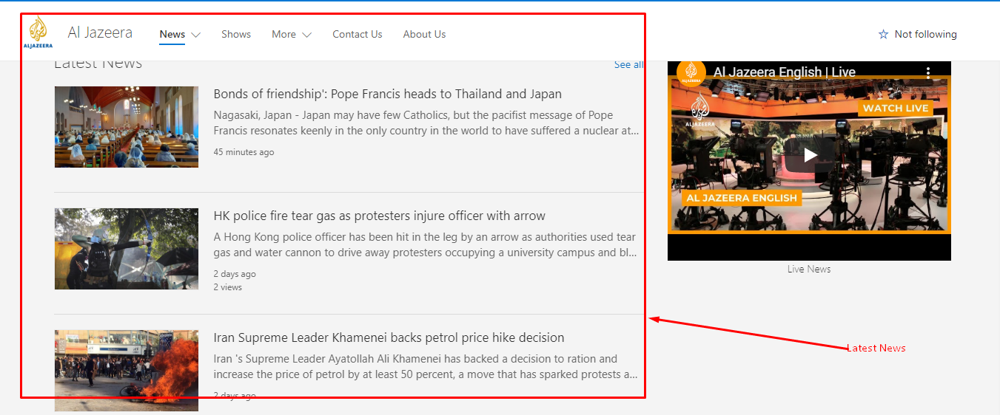 ALJAZEERA
Al Jazeera
News
Shows
More
Contact Us
About Us
Not following
Latest News
See all
Bonds of friendship': Pope Francis heads to Thailand and Japan
Nagasaki, Japan - Japan may have few Catholics, but the pacifist message of Pope
Francis resonates keenly in the only country in the world to have suffered a nuclear at...
45 minutes ago
HK police fire tear gas as protesters injure officer with arrow
A Hong Kong police officer has been hit in the leg by an arrow as authorities used tear
gas and water cannon to drive away protesters occupying a university campus and bl...
2 days ago
2 views
Iran Supreme Leader Khamenei backs petrol price hike decision
Iran 's Supreme Leader Ayatollah Ali Khamenei has backed a decision to ration and
increase the price of petrol by at least 50 percent, a move that has sparked protests a...
2 days ago
Al Jazeera English | Live
ALJAZEERA
WATCH LIVE
AL JAZEERA ENGLISH
Live News
Latest News